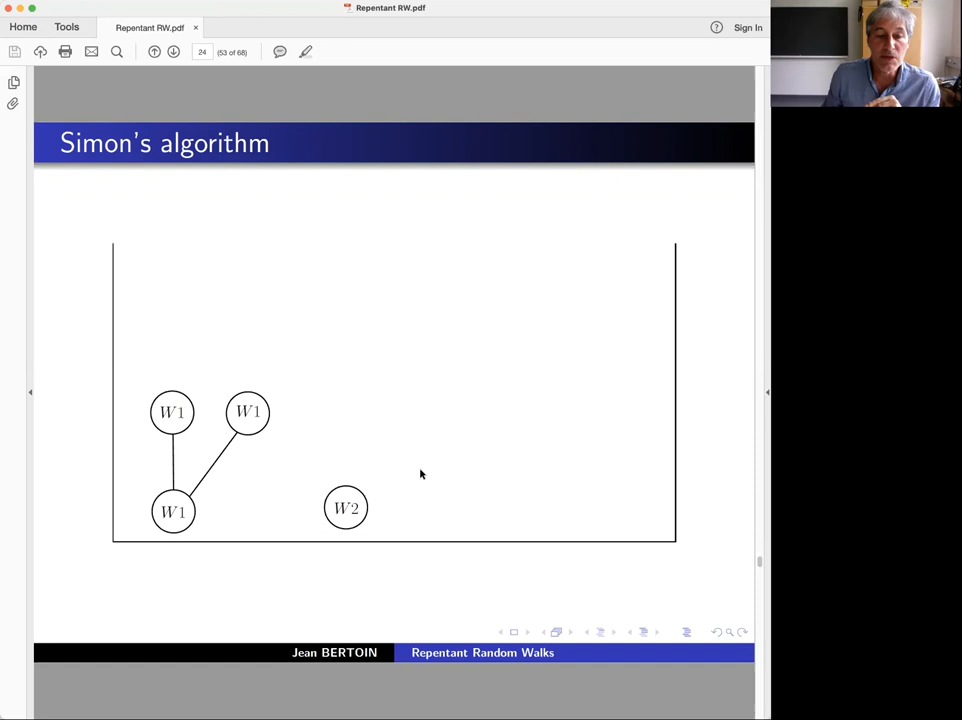 Repentant RW.pdf
Home Tools Repentant RW.pdf × ? Sign In
24 (53 of 68)
Simon's algorithm
W1 W1
W1 W2
Jean BERTOIN Repentant Random Walks